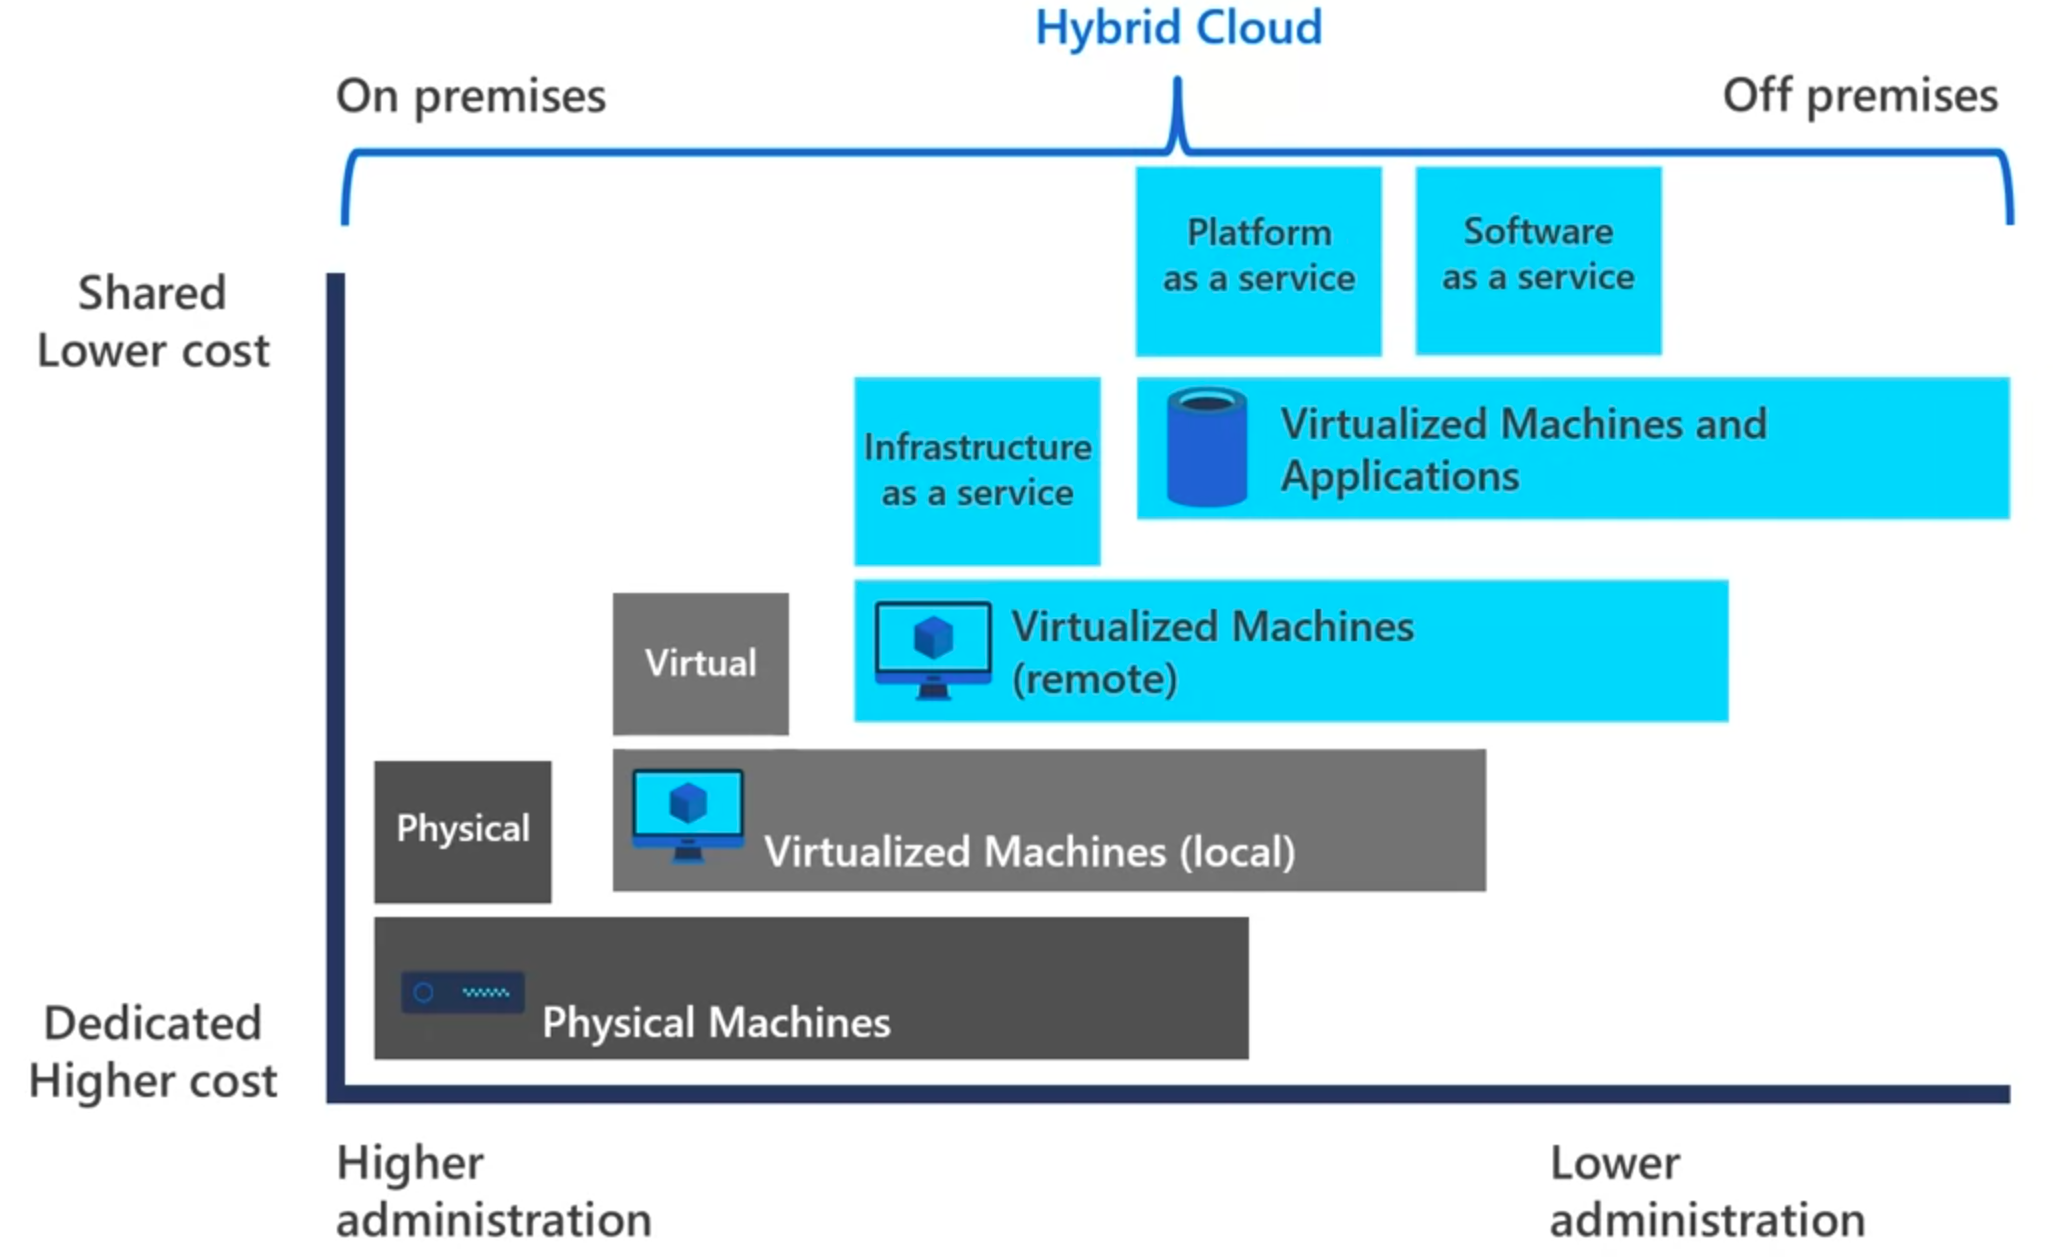 Hybrid Cloud
On premises
Off premises
Platform
as a service
Software
as a service
Shared
Lower cost
Infrastructure
as a service
Virtualized Machines and
Applications
Virtual
Virtualized Machines
(remote)
Physical
Virtualized Machines (local)
Physical Machines
Dedicated
Higher cost
Higher
administration
Lower
administration